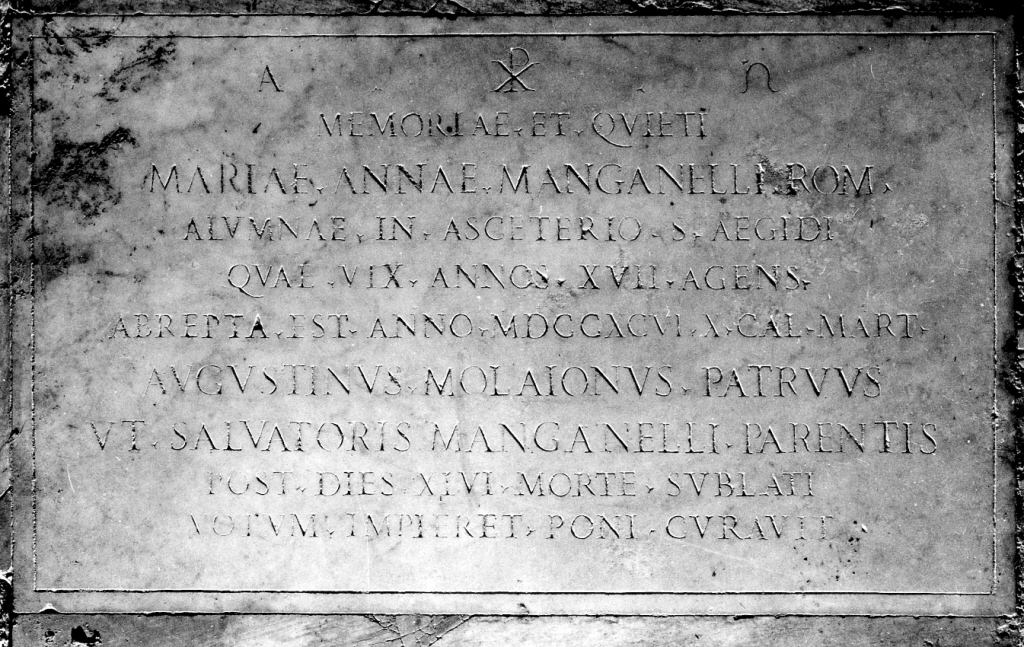 A ☧ Ω
MEMORIAE ET QVIETI
MARIAE ANNAE MANGANELLI ROM
ALVMNAE IN ASCETERIO S AEGIDI
QVAE VIX ANNOS XVII AGENS
ABREPTA EST ANNO MDCCXCVI X CAL MART
AVGVSTINVS MOLAIONVS PATRVVS
VT SALVATORIS MANGANELLI PARENTIS
POST DIES XLVI MORTE SVBLATI
VOTVM IMPLERET PONI CVRAVIT